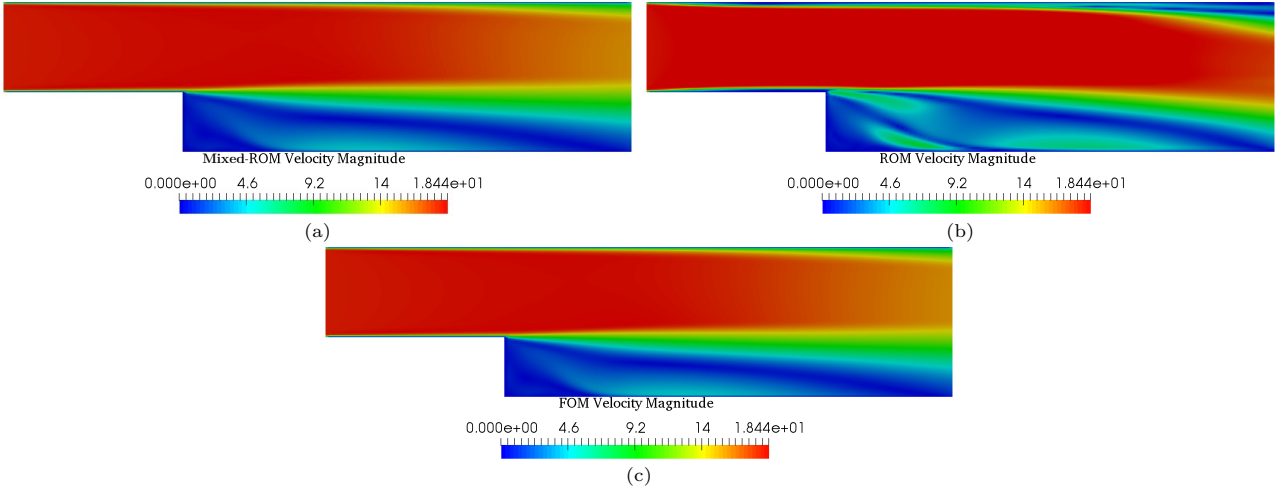 Mixed-ROM Velocity Magnitude
0.000e+00 4.6 9.2 14 1.844e+01
(a)
ROM Velocity Magnitude
0.000e+00 4.6 9.2 14 1.844e+01
(b)
FOM Velocity Magnitude
0.000e+00 4.6 9.2 14 1.844e+01
(c)